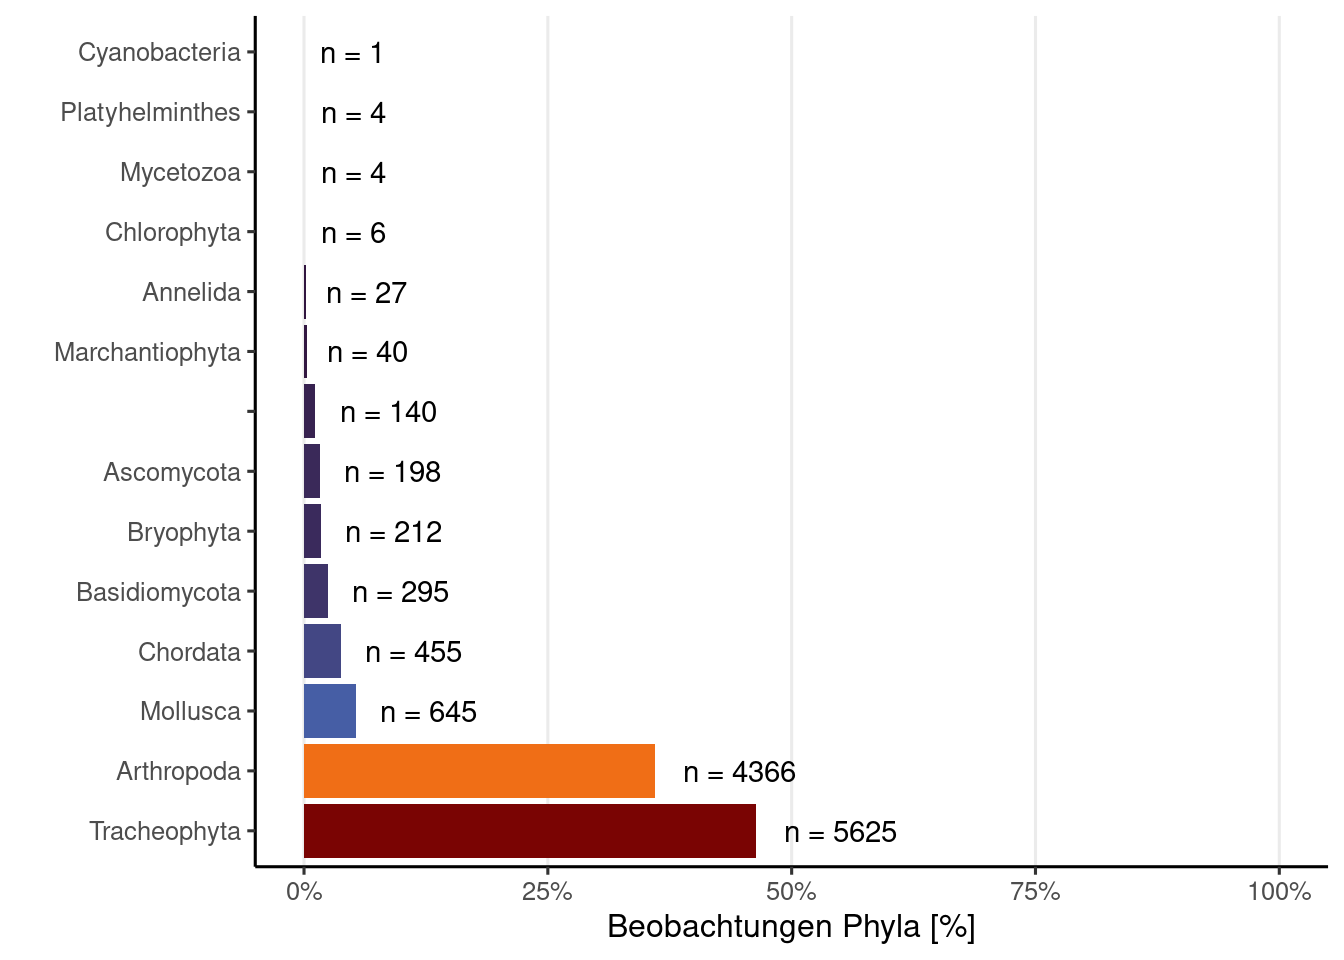 Cyanobacteria n = 1
Platyhelminthes n = 4
Mycetozoa n = 4
Chlorophyta n = 6
Annelida n = 27
Marchantiophyta n = 40
n = 140
Ascomycota n = 198
Bryophyta n = 212
Basidiomycota n = 295
Chordata n = 455
Mollusca n = 645
Arthropoda n = 4366
Tracheophyta n = 5625
0% 25% 50% 75% 100%
Beobachtungen Phyla [%]